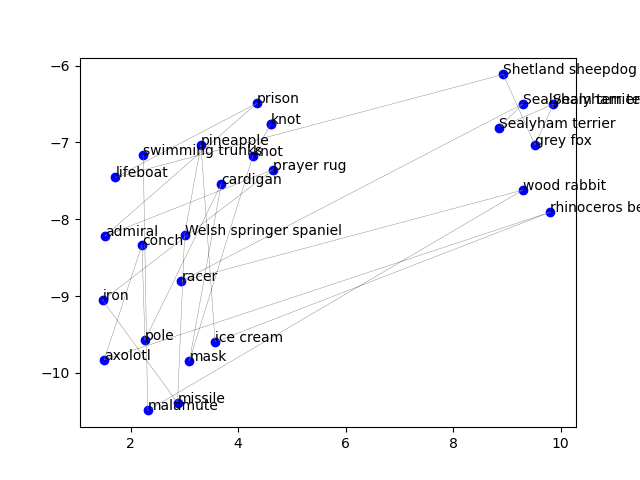 Shetland sheepdog
prison
Sealyham terrier
knot
Sealyham terrier
pineapple
grey fox
swimming trunks
knot
prayer rug
lifeboat
cardigan
wood rabbit
rhinoceros be
admiral
Welsh springer spaniel
conch
racer
iron
pole
ice cream
axolotl
mask
missile
malamute
−6
−7
−8
−9
−10
2
4
6
8
10